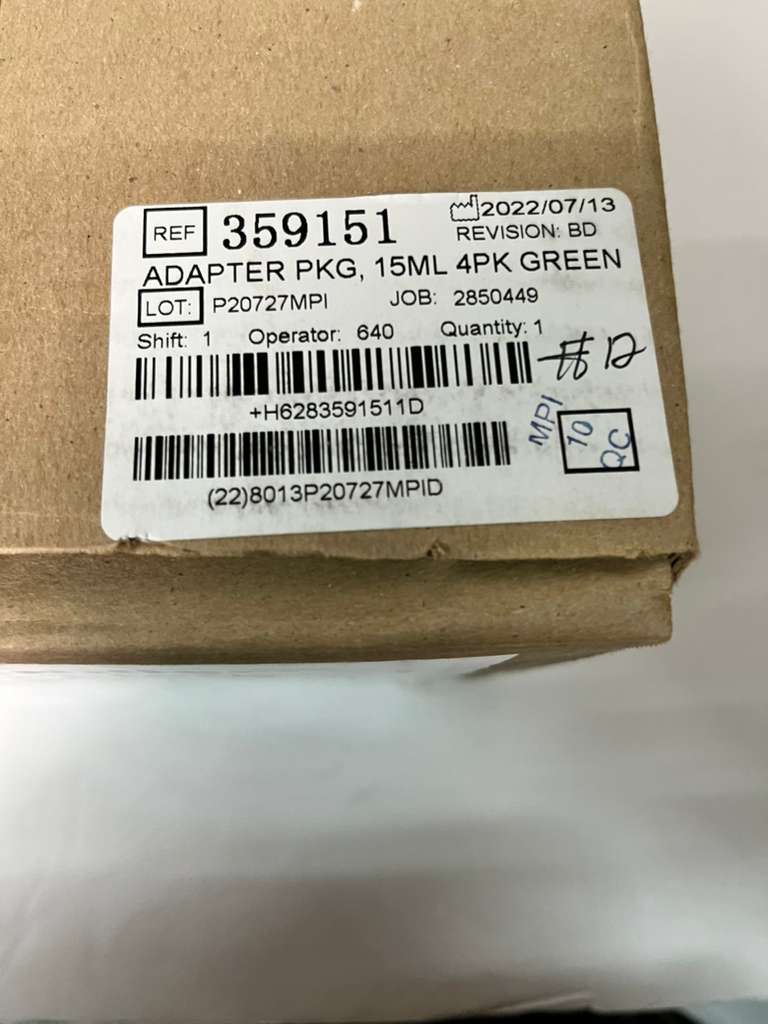 REF 359151 2022/07/13
REVISION: BD
ADAPTER PKG, 15ML 4PK GREEN
LOT: P20727MPI JOB: 2850449
Shift: 1 Operator: 640 Quantity: 1
#12
+H6283591511D
MPI
10
QC
(22)8013P20727MPID